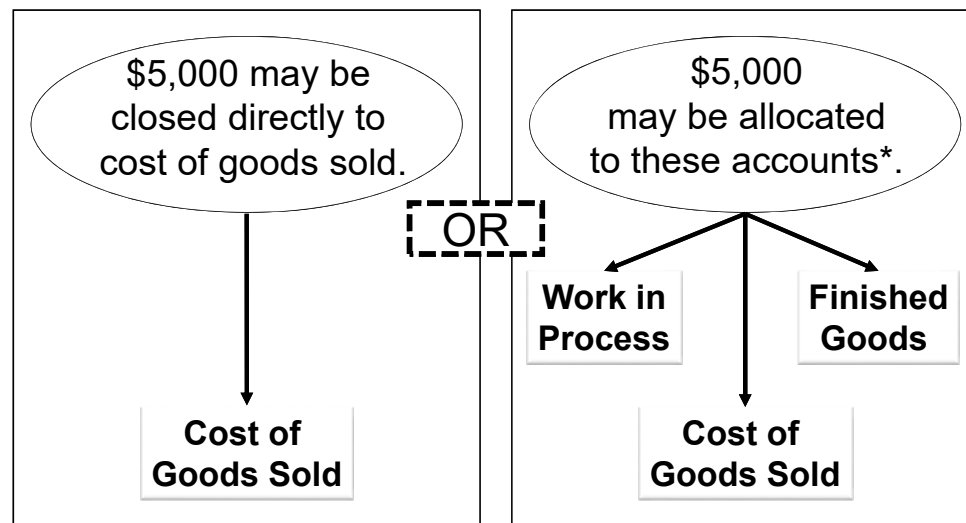 $5,000 may be
closed directly to
cost of goods sold.
Cost of
Goods Sold
OR
$5,000
may be allocated
to these accounts*.
Work in
Process
Finished
Goods
Cost of
Goods Sold